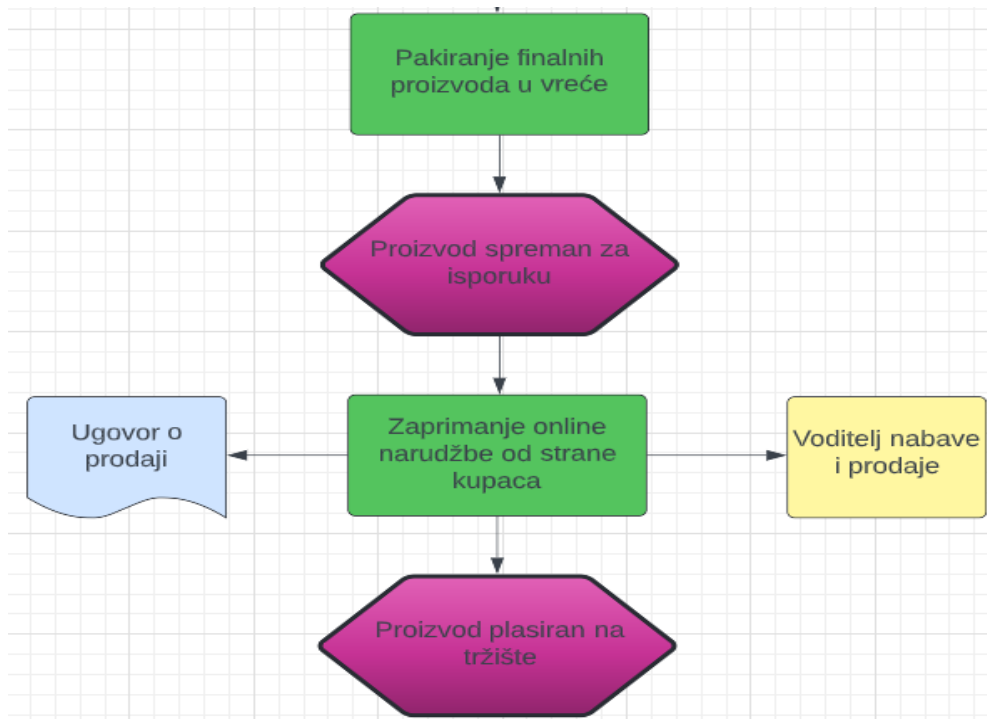 Pakiranje finalnih
proizvoda u vreće
Proizvod spreman za
isporuku
Ugovor o
prodaji
Zaprimanje online
narudžbe od strane
kupaca
Voditelj nabave
i prodaje
Proizvod plasiran na
tržište